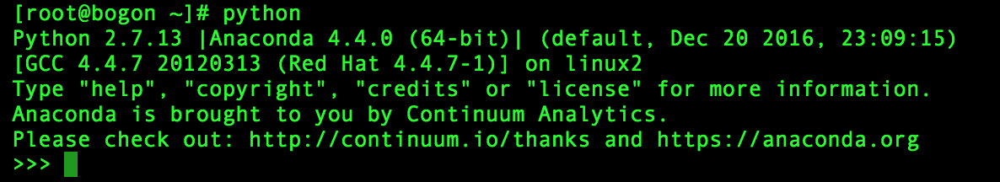 [root@bogon ~]# python
Python 2.7.13 |Anaconda 4.4.0 (64-bit)| (default, Dec 20 2016, 23:09:15)
[GCC 4.4.7 20120313 (Red Hat 4.4.7-1)] on linux2
Type "help", "copyright", "credits" or "license" for more information.
Anaconda is brought to you by Continuum Analytics.
Please check out: http://continuum.io/thanks and https://anaconda.org
>>>